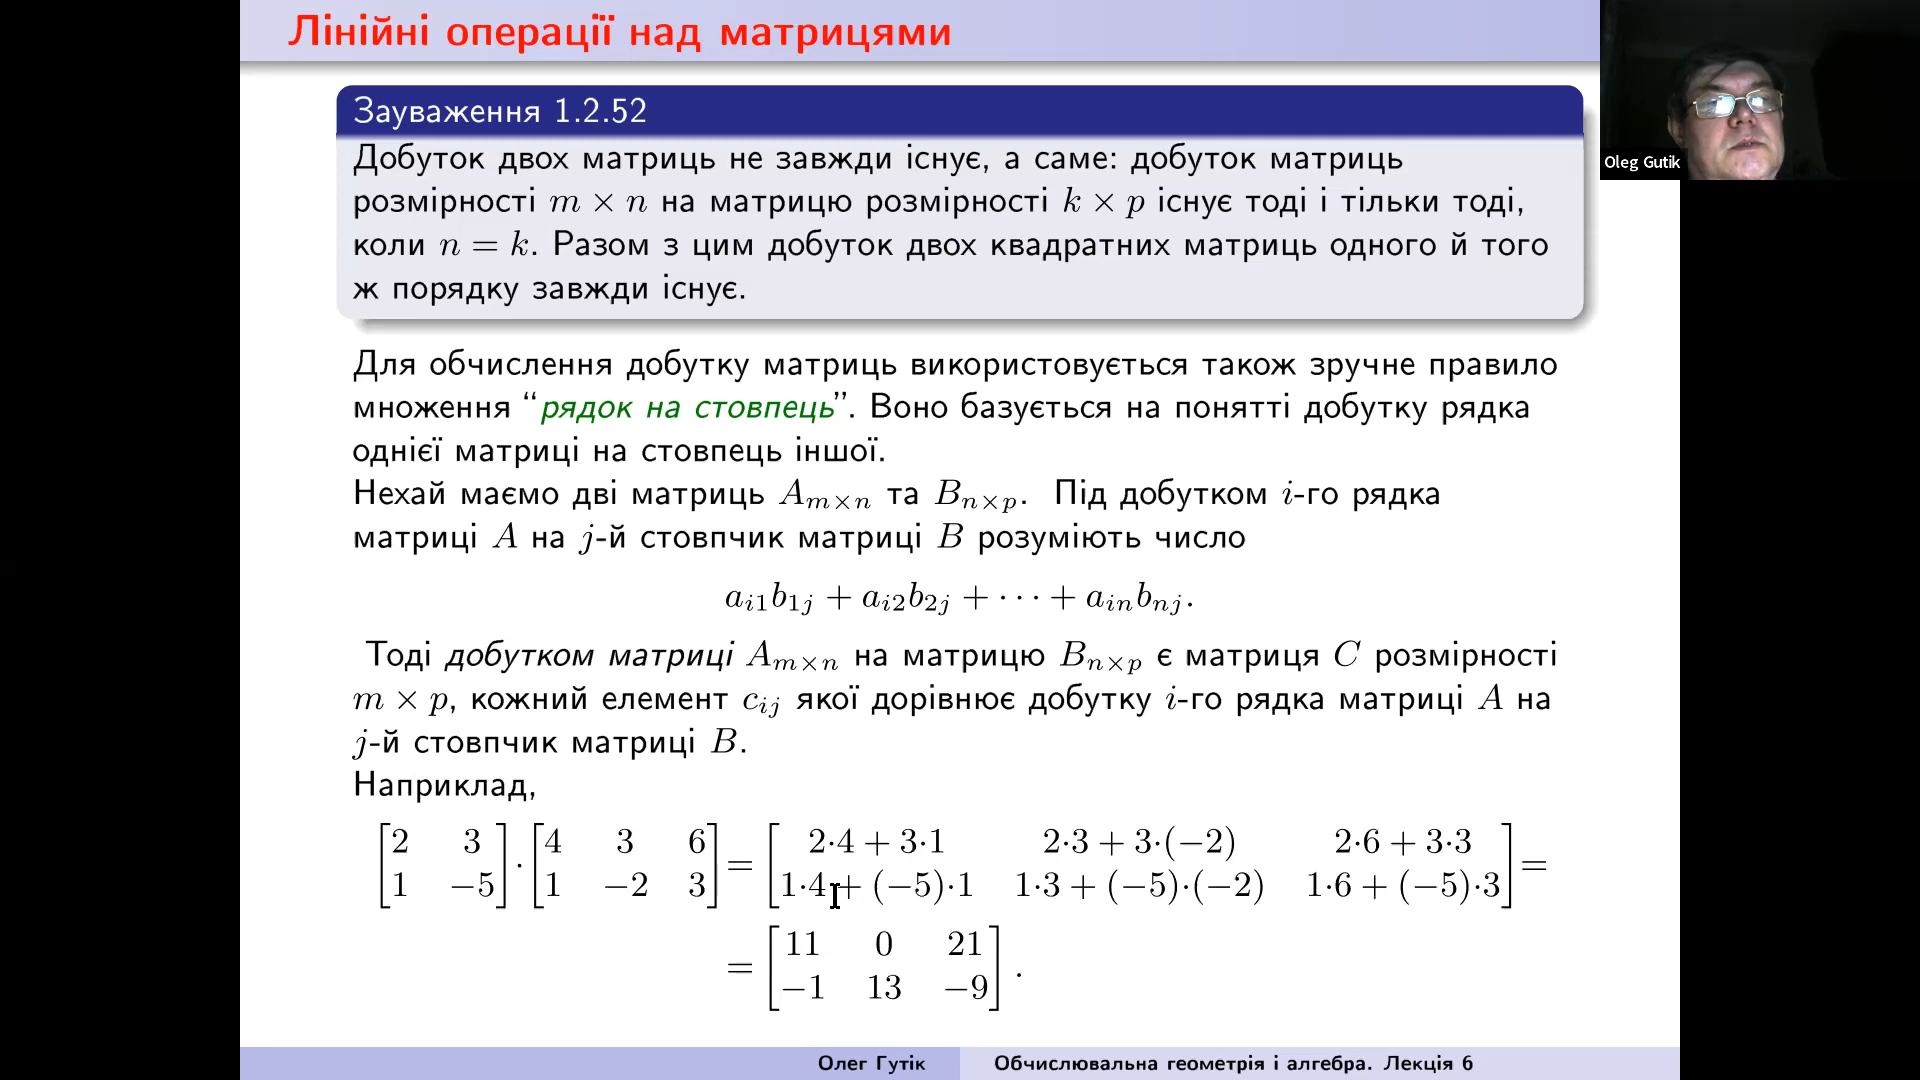 Лінійні операції над матрицями
Oleg Gutik
Зауваження 1.2.52
Добуток двох матриць не завжди існує, а саме: добуток матриць
розмірності m × n на матрицю розмірності k × p існує тоді і тільки тоді,
коли n = k. Разом з цим добуток двох квадратних матриць одного й того
ж порядку завжди існує.
Для обчислення добутку матриць використовується також зручне правило
множення “рядок на стовпець”. Воно базується на понятті добутку рядка
однієї матриці на стовпець іншої.
Нехай маємо дві матриць A_{m×n} та B_{n×p}. Під добутком i-го рядка
матриці A на j-й стовпчик матриці B розуміють число
a_{i1}b_{1j} + a_{i2}b_{2j} + · · · + a_{in}b_{nj}.
Тоді добутком матриці A_{m×n} на матрицю B_{n×p} є матриця C розмірності
m × p, кожний елемент c_{ij} якої дорівнює добутку i-го рядка матриці A на
j-й стовпчик матриці B.
Наприклад,
[2 3; 1 −5] · [4 3 6; 1 −2 3] = [2·4 + 3·1 2·3 + 3·(−2) 2·6 + 3·3; 1·4 + (−5)·1 1·3 + (−5)·(−2) 1·6 + (−5)·3] =
= [11 0 21; −1 13 −9].
Олег Гутік
Обчислювальна геометрія і алгебра. Лекція 6